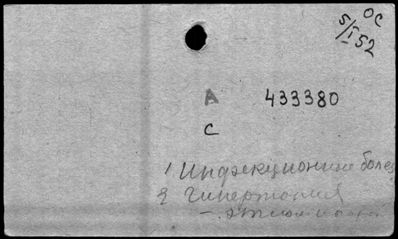 ОС
5/I 52
А 433380
С
1 Инфекционные болез
2 Гипертония